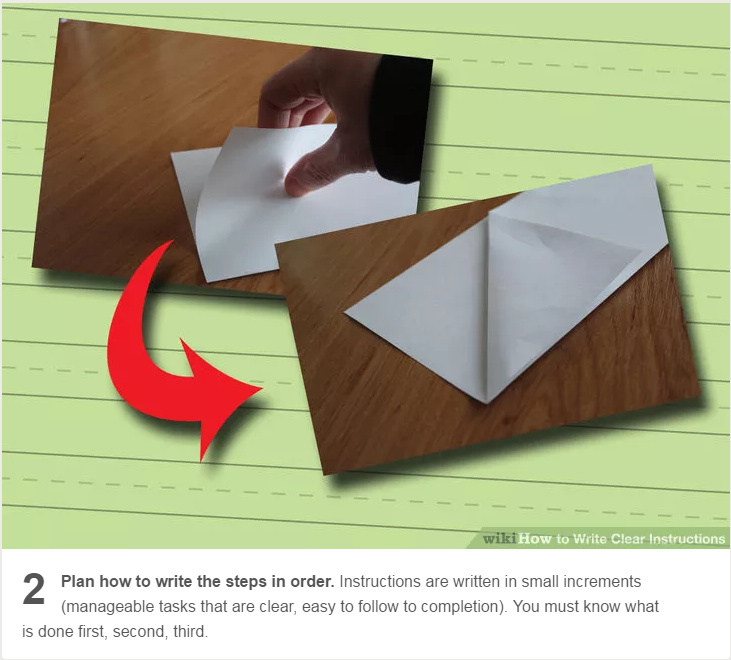 wikiHow to Write Clear Instructions
2 Plan how to write the steps in order. Instructions are written in small increments
(manageable tasks that are clear, easy to follow to completion). You must know what
is done first, second, third.